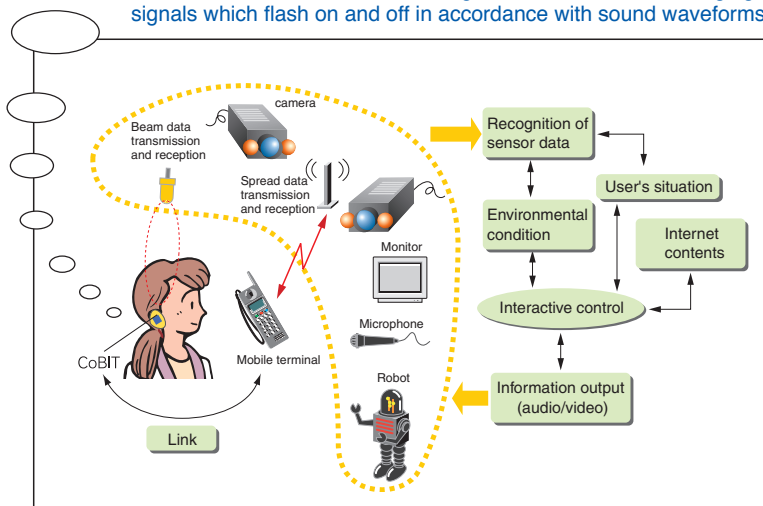 signals which flash on and off in accordance with sound waveforms
camera
Beam data
transmission
and reception
Spread data
transmission
and reception
Monitor
Microphone
Mobile terminal
CoBIT
Link
Robot
Recognition of
sensor data
User's situation
Environmental
condition
Internet
contents
Interactive control
Information output
(audio/video)